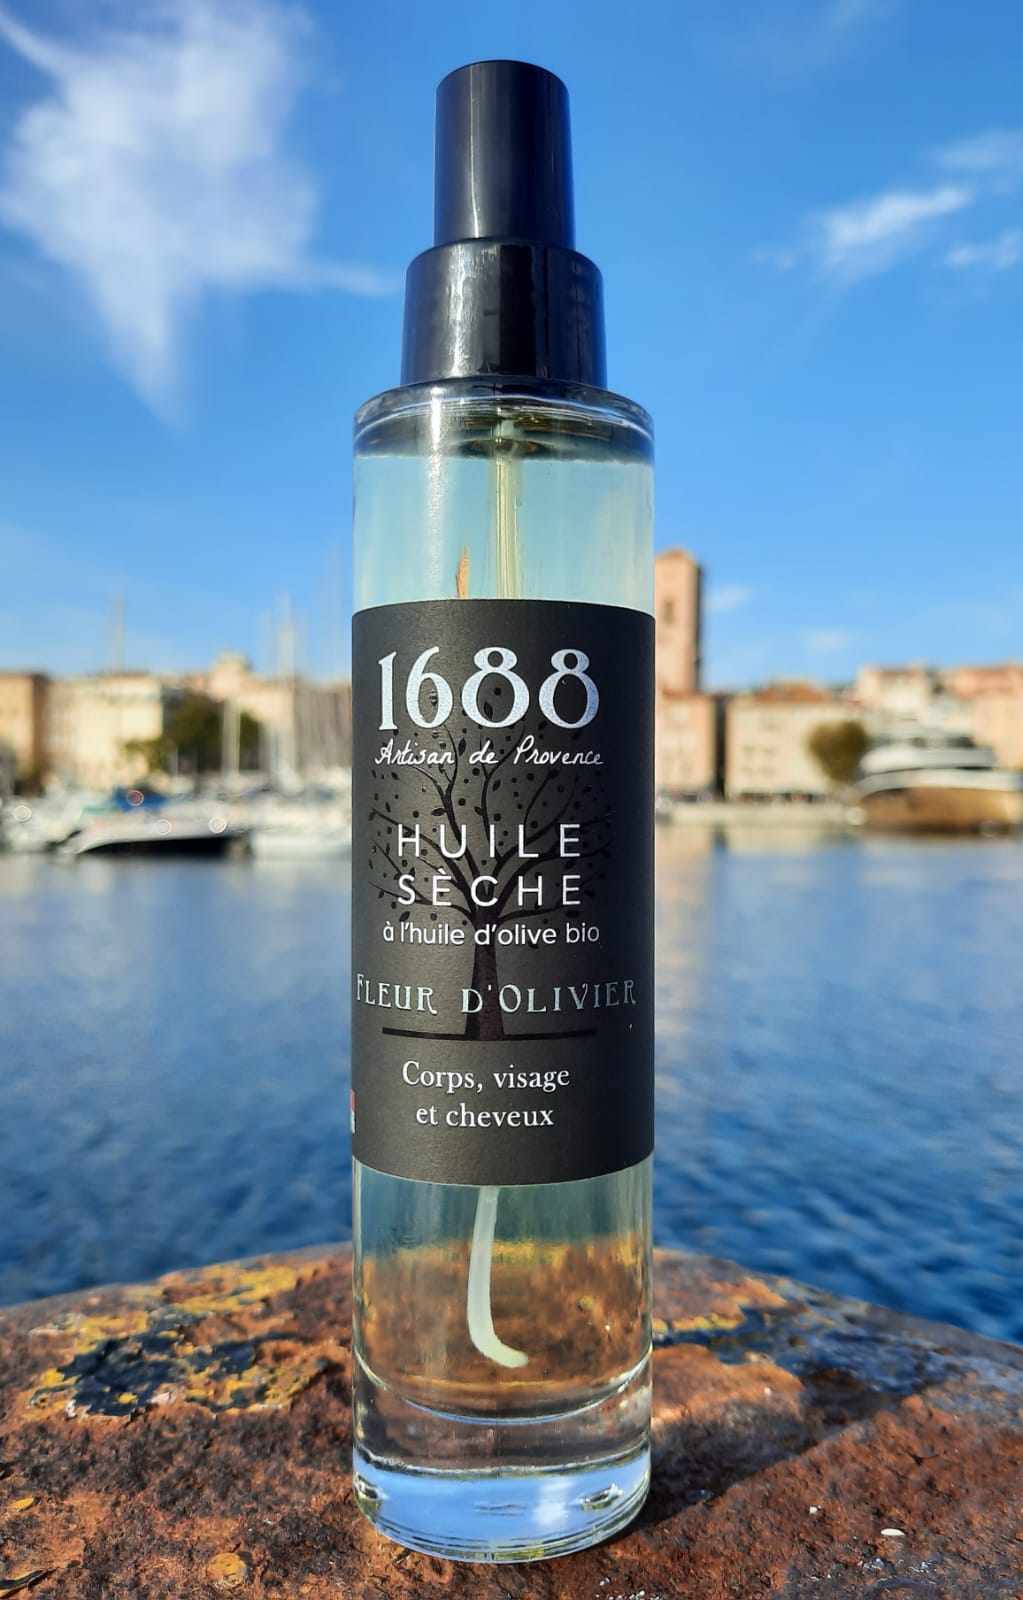 1688
Artisan de Provence
HUILE
SÈCHE
à l'huile d'olive bio
FLEUR D'OLIVIER
Corps, visage
et cheveux